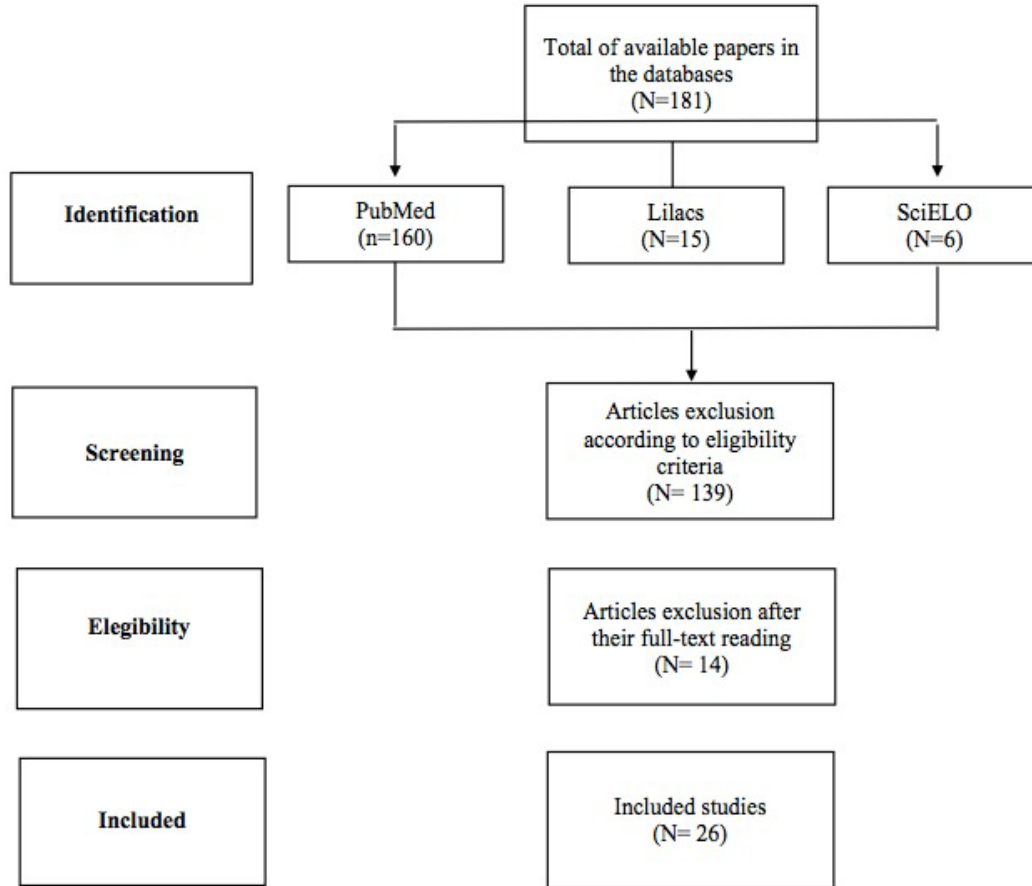 Total of available papers in
the databases
(N=181)
Identification
PubMed
(n=160)
Lilacs
(N=15)
SciELO
(N=6)
Screening
Articles exclusion
according to eligibility
criteria
(N= 139)
Elegibility
Articles exclusion after
their full-text reading
(N= 14)
Included
Included studies
(N= 26)